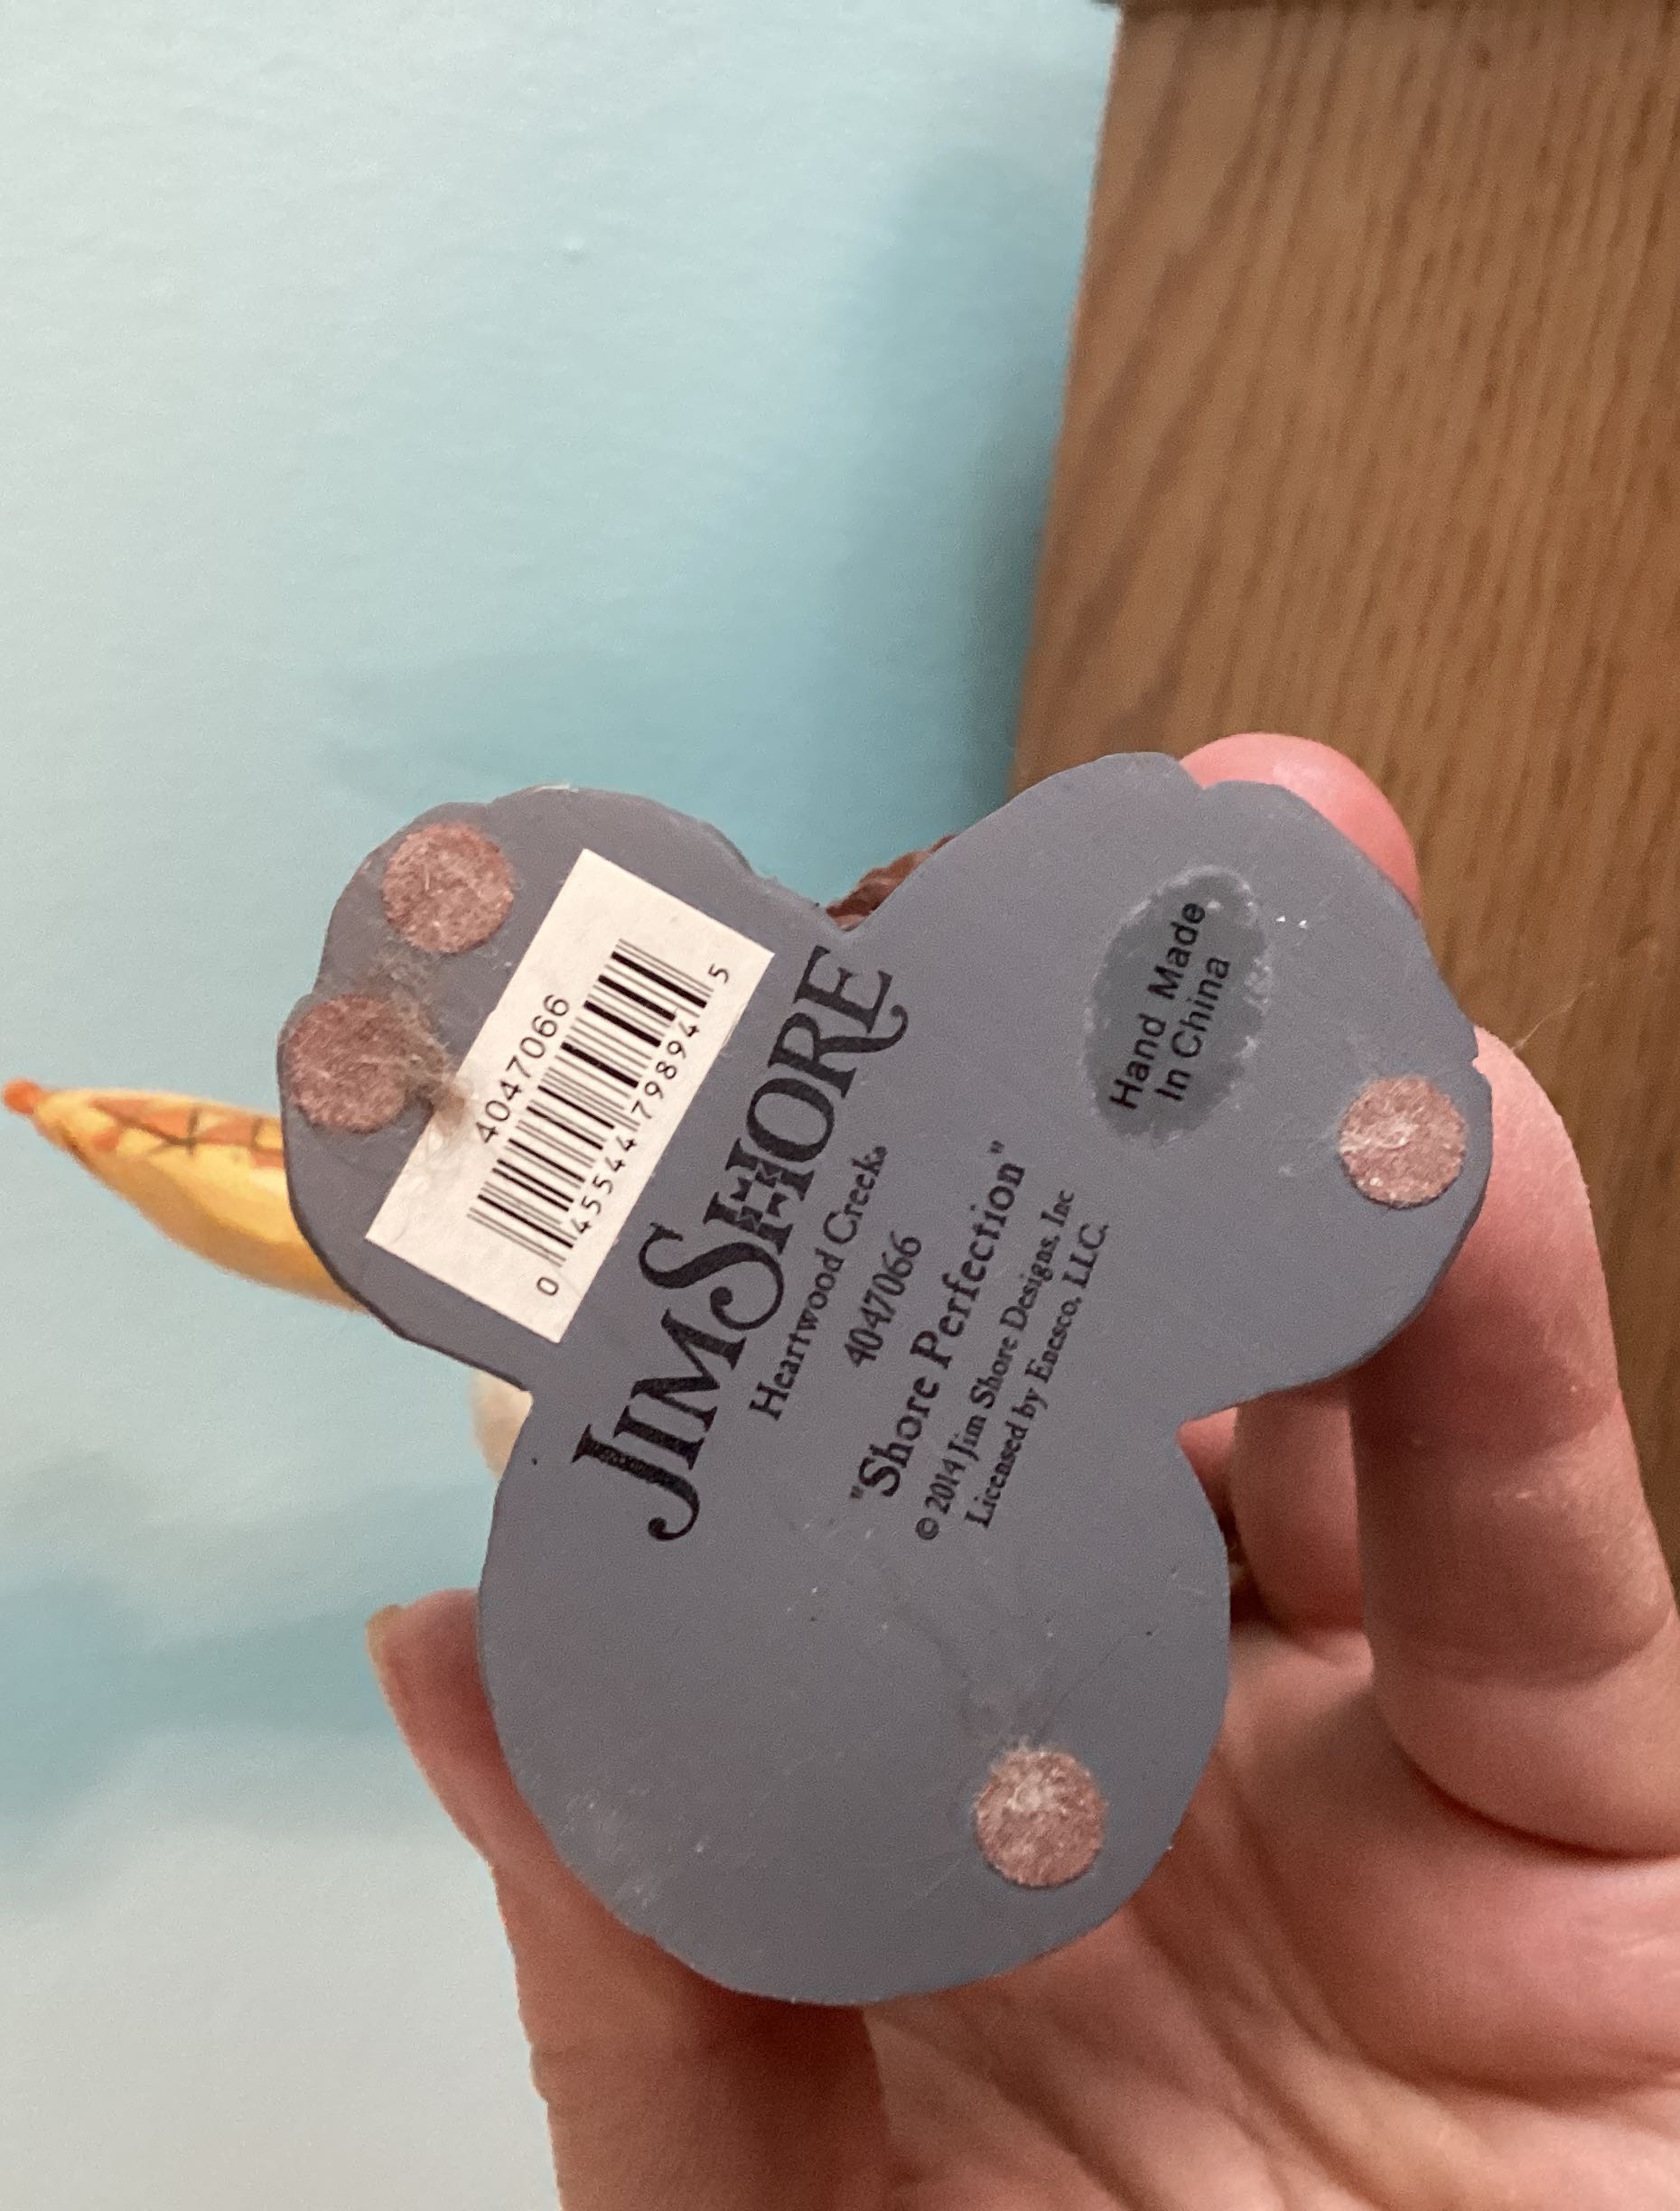 4047066
0 45544 79894 5
JIM SHORE
Heartwood Creek®
4047066
"Shore Perfection"
© 2014 Jim Shore Designs, Inc
Licensed by Enesco, LLC.
Hand Made
In China